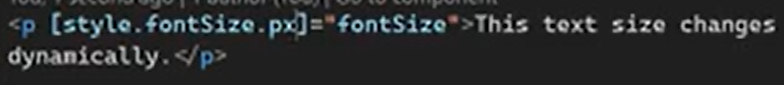 <p [style.fontSize.px]="fontSize">This text size changes
dynamically.</p>